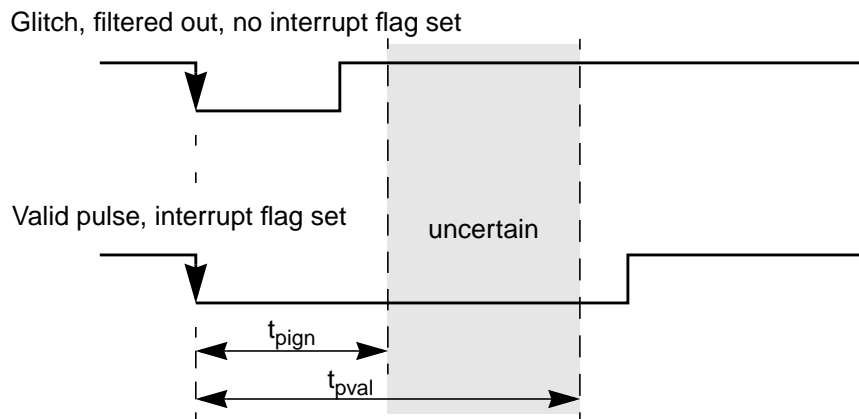 Glitch, filtered out, no interrupt flag set
Valid pulse, interrupt flag set
uncertain
tpign
tpval